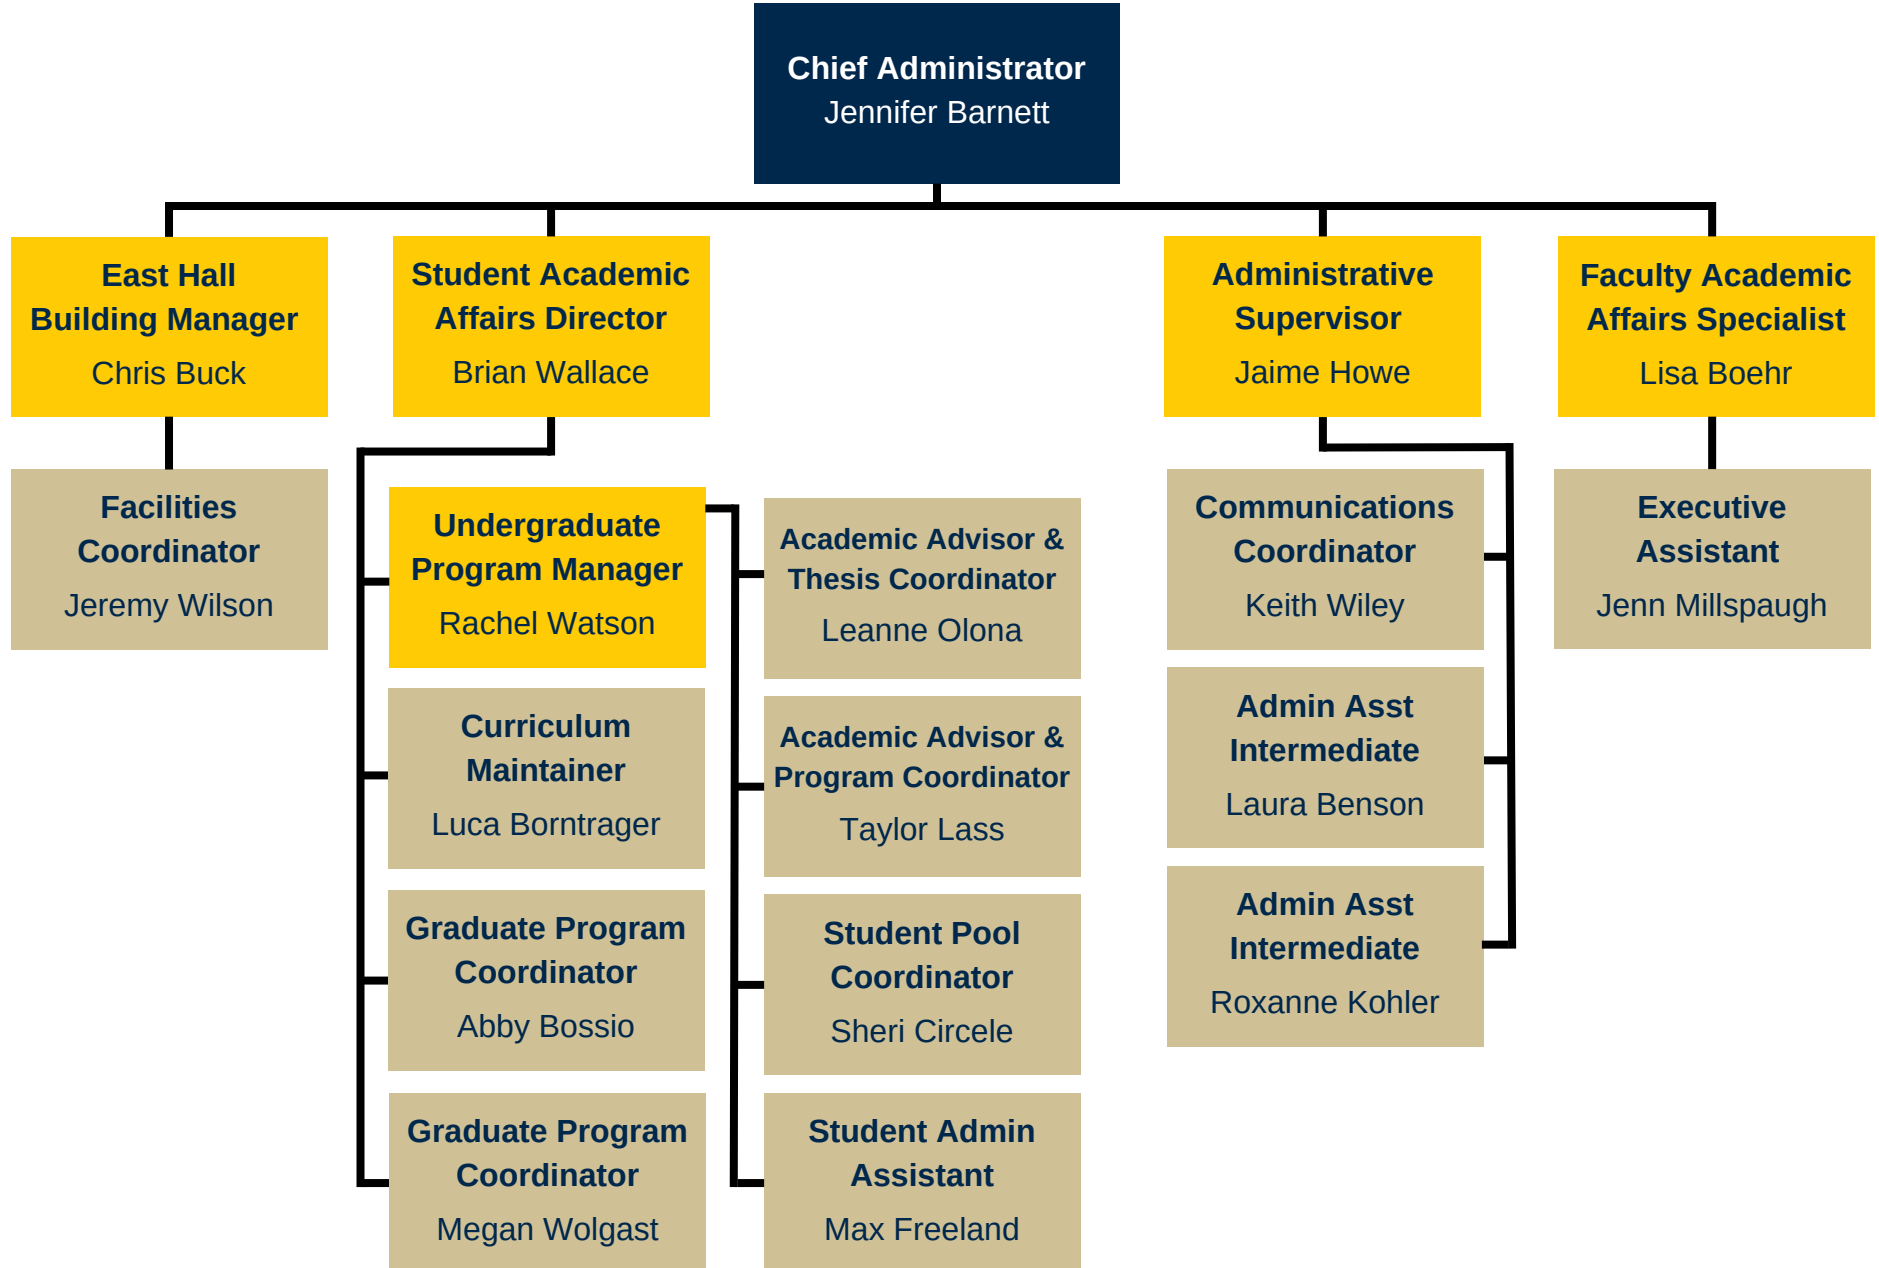 Chief Administrator
Jennifer Barnett
East Hall
Building Manager
Chris Buck
Student Academic
Affairs Director
Brian Wallace
Administrative
Supervisor
Jaime Howe
Faculty Academic
Affairs Specialist
Lisa Boehr
Facilities
Coordinator
Jeremy Wilson
Undergraduate
Program Manager
Rachel Watson
Curriculum
Maintainer
Luca Borntrager
Graduate Program
Coordinator
Abby Bossio
Graduate Program
Coordinator
Megan Wolgast
Academic Advisor &
Thesis Coordinator
Leanne Olona
Academic Advisor &
Program Coordinator
Taylor Lass
Student Pool
Coordinator
Sheri Circele
Student Admin
Assistant
Max Freeland
Communications
Coordinator
Keith Wiley
Admin Asst
Intermediate
Laura Benson
Admin Asst
Intermediate
Roxanne Kohler
Executive
Assistant
Jenn Millspaugh